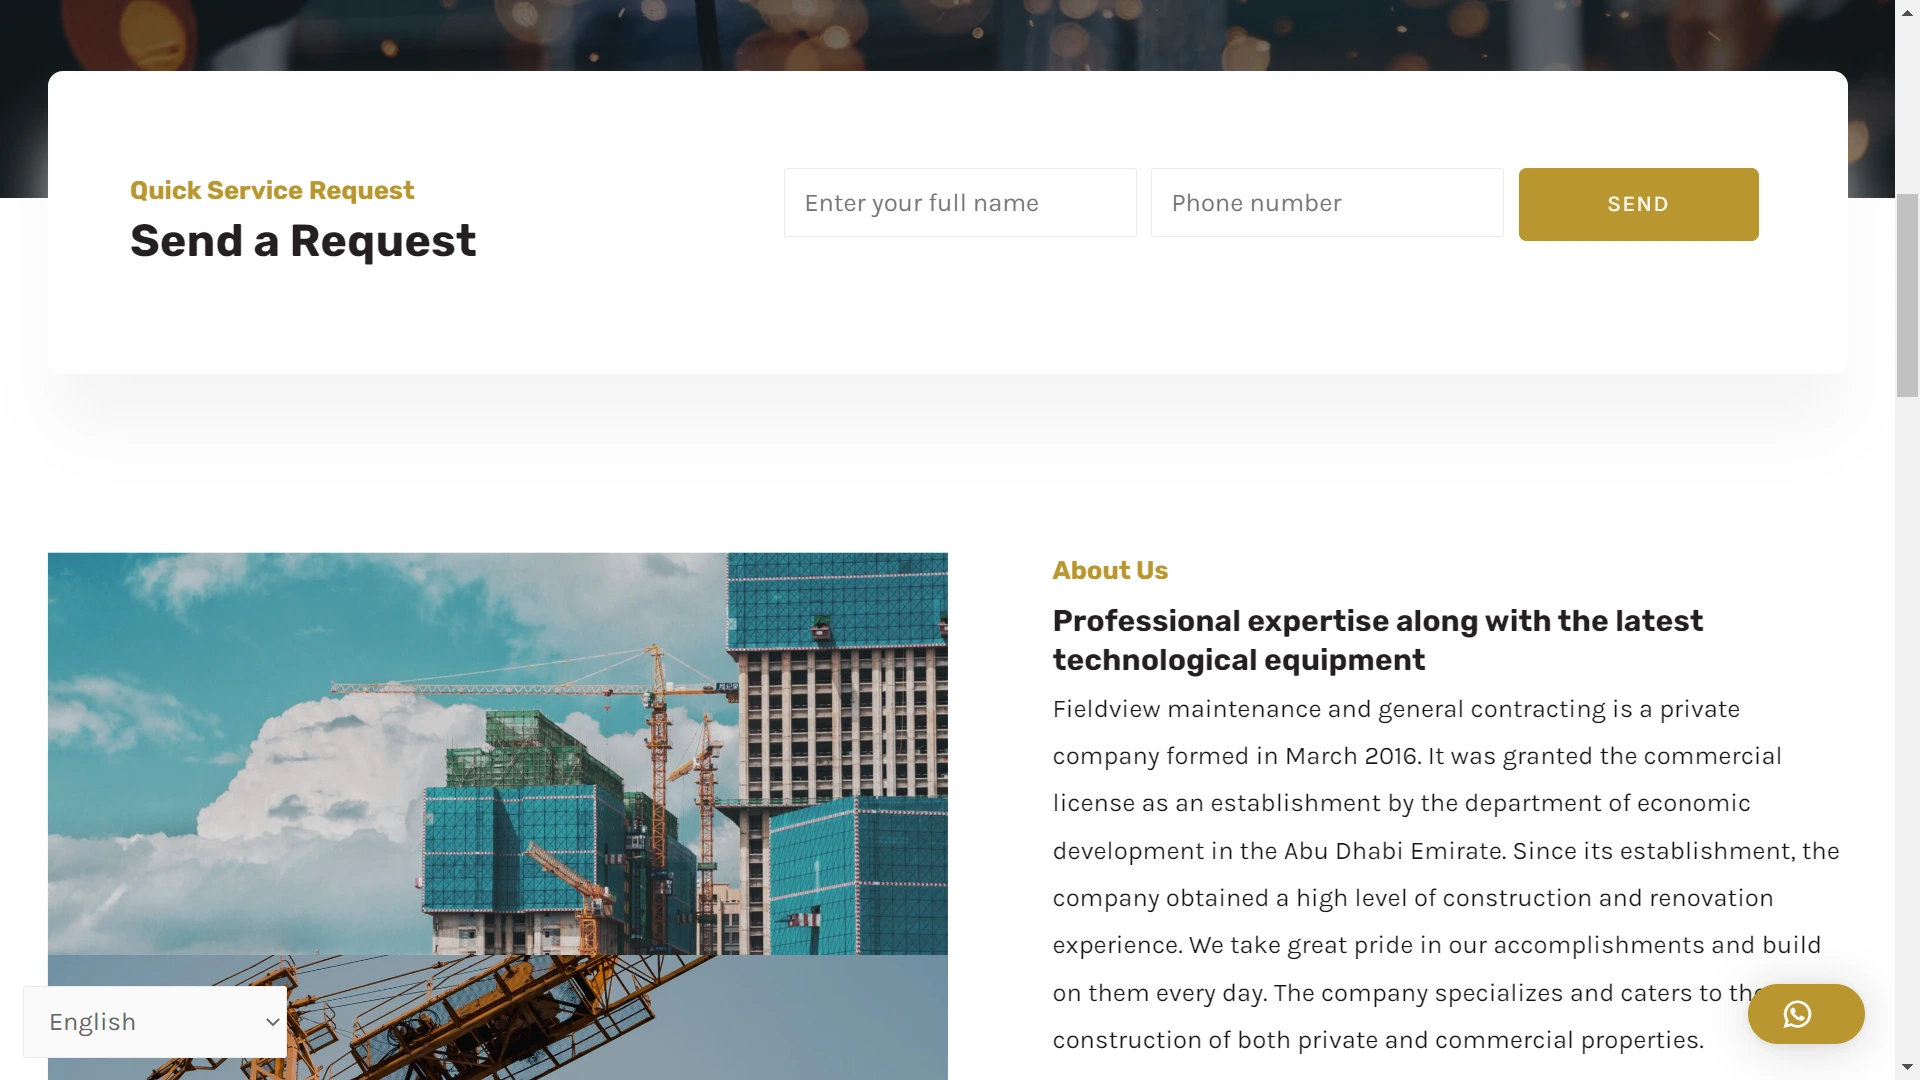 Quick Service Request
Send a Request
Enter your full name
Phone number
SEND
About Us
Professional expertise along with the latest
technological equipment
Fieldview maintenance and general contracting is a private
company formed in March 2016. It was granted the commercial
license as an establishment by the department of economic
development in the Abu Dhabi Emirate. Since its establishment, the
company obtained a high level of construction and renovation
experience. We take great pride in our accomplishments and build
on them every day. The company specializes and caters to the
construction of both private and commercial properties.
English